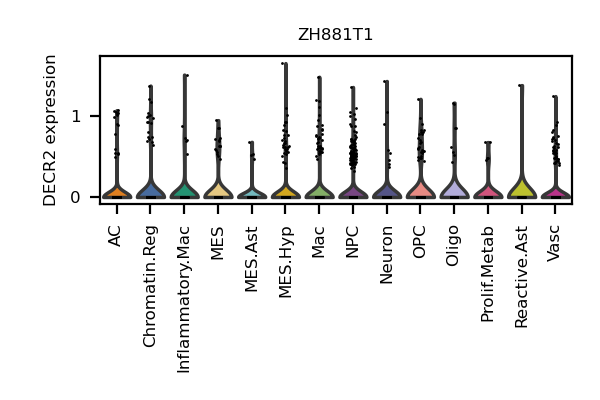 ZH881T1
DECR2 expression
1
0
AC
Chromatin.Reg
Inflammatory.Mac
MES
MES.Ast
MES.Hyp
Mac
NPC
Neuron
OPC
Oligo
Prolif.Metab
Reactive.Ast
Vasc